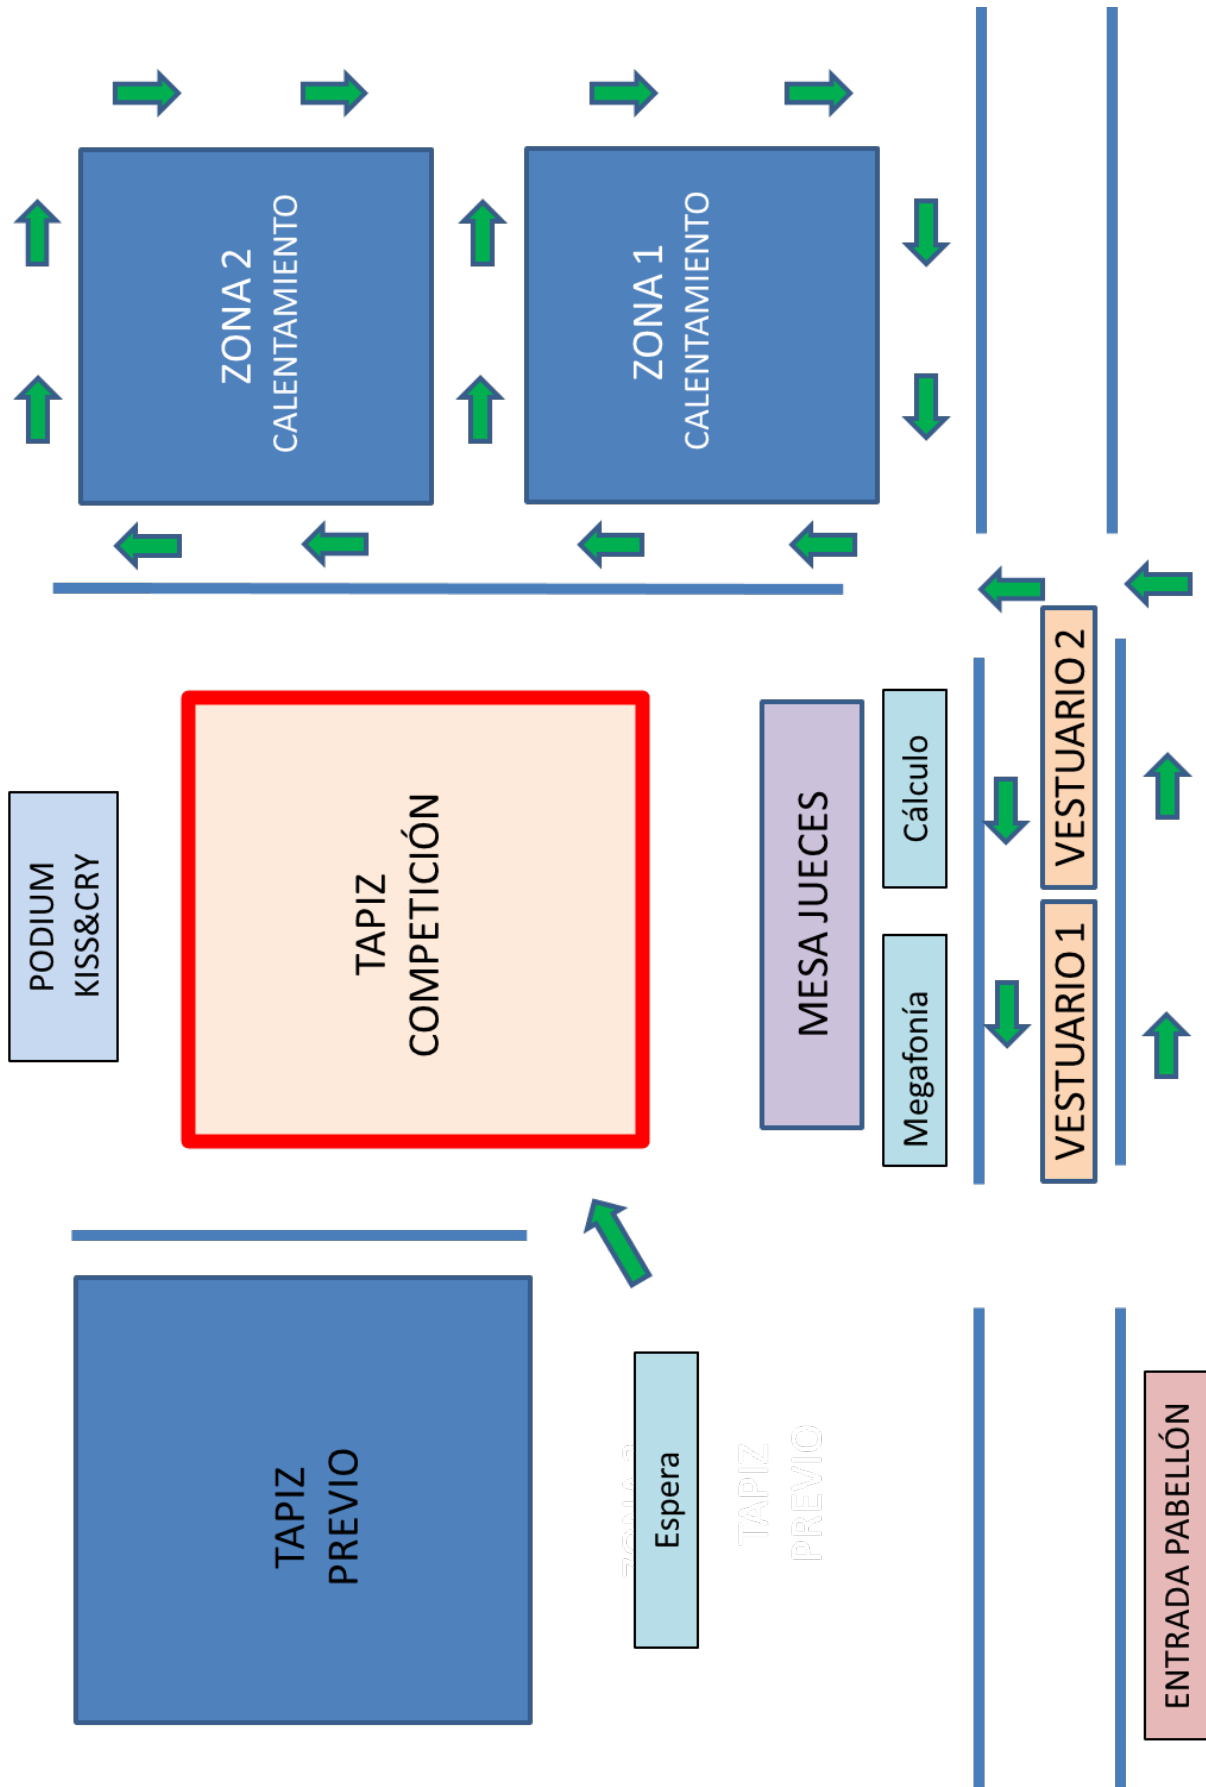 PODIUM
KISS&CRY
TAPIZ
PREVIO
TAPIZ
COMPETICIÓN
ZONA 2
CALENTAMIENTO
ZONA 1
CALENTAMIENTO
Espera
TAPIZ
PREVIO
MESA JUECES
Megafonía
Cálculo
VESTUARIO 1
VESTUARIO 2
ENTRADA PABELLÓN